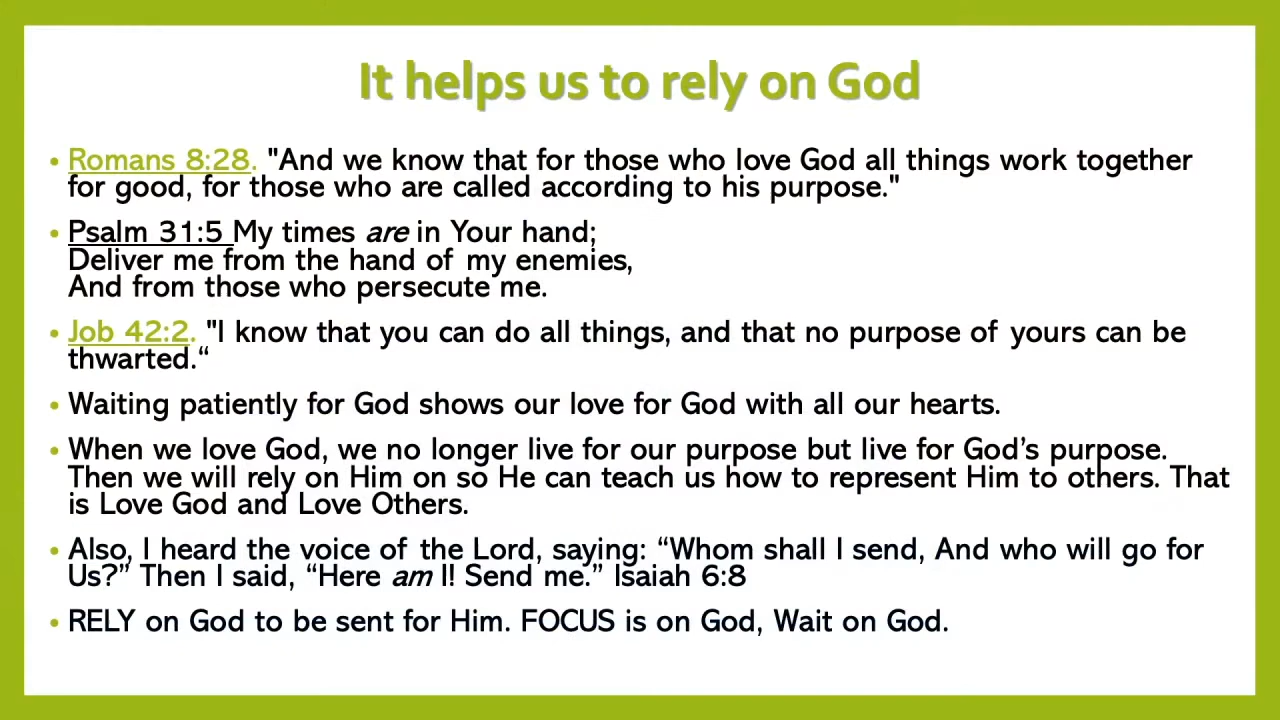 It helps us to rely on God
• Romans 8:28. "And we know that for those who love God all things work together
for good, for those who are called according to his purpose."
• Psalm 31:5 My times are in Your hand;
Deliver me from the hand of my enemies,
And from those who persecute me.
• Job 42:2. "I know that you can do all things, and that no purpose of yours can be
thwarted.“
• Waiting patiently for God shows our love for God with all our hearts.
• When we love God, we no longer live for our purpose but live for God’s purpose.
Then we will rely on Him on so He can teach us how to represent Him to others. That
is Love God and Love Others.
• Also, I heard the voice of the Lord, saying: “Whom shall I send, And who will go for
Us?” Then I said, “Here am I! Send me.” Isaiah 6:8
• RELY on God to be sent for Him. FOCUS is on God, Wait on God.